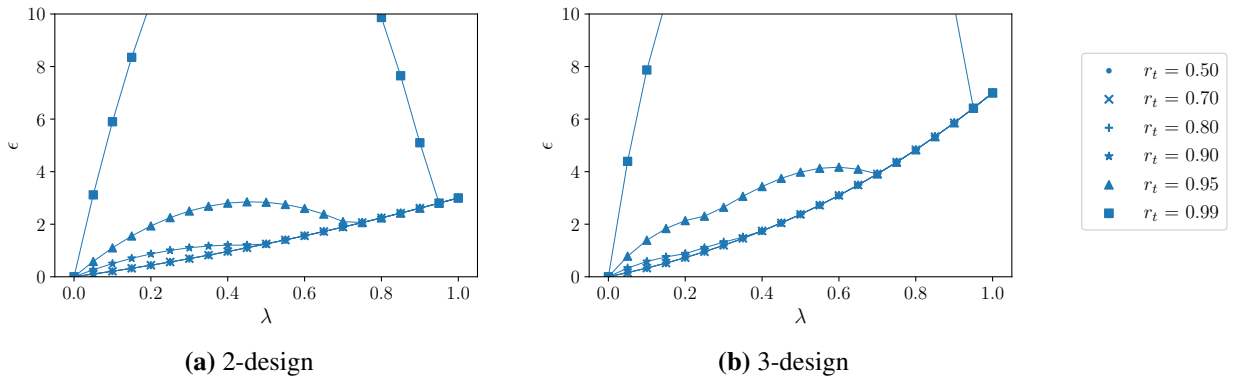 10
8
6
4
2
0
ϵ
0.0 0.2 0.4 0.6 0.8 1.0
λ
(a) 2-design
10
8
6
4
2
0
ϵ
0.0 0.2 0.4 0.6 0.8 1.0
λ
(b) 3-design
r_t = 0.50
r_t = 0.70
r_t = 0.80
r_t = 0.90
r_t = 0.95
r_t = 0.99